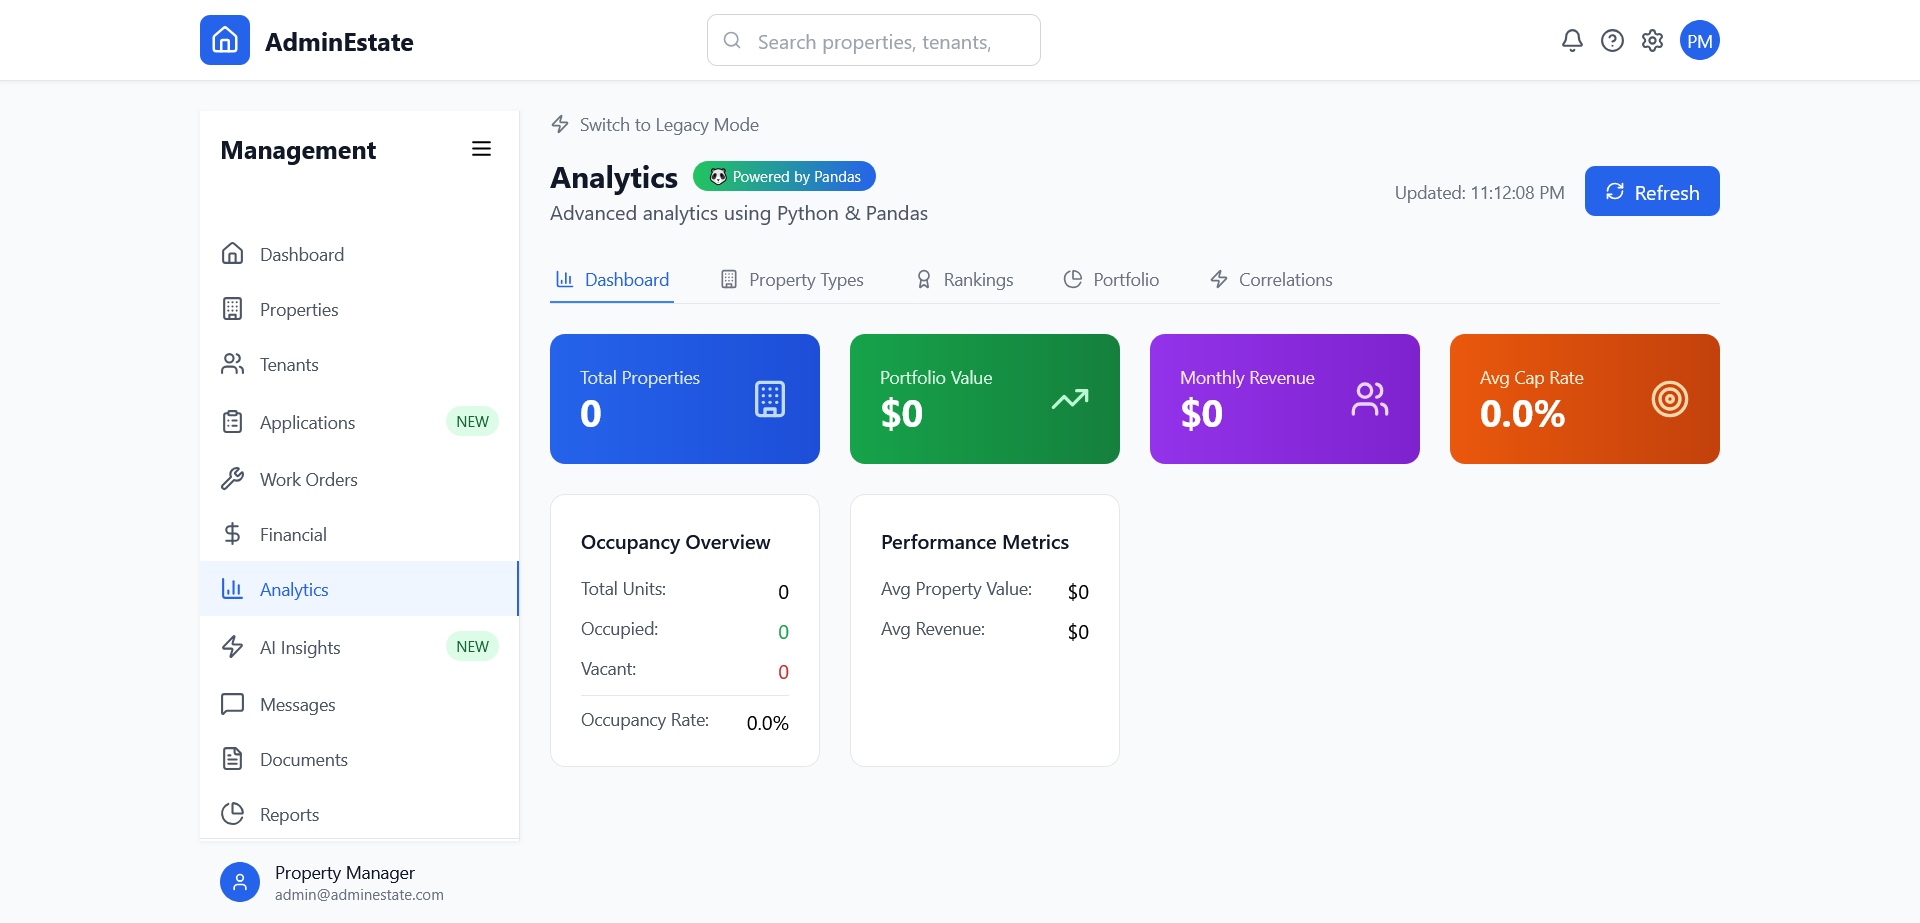 AdminEstate
Search properties, tenants,
PM
Management
Dashboard
Properties
Tenants
Applications NEW
Work Orders
Financial
Analytics
AI Insights NEW
Messages
Documents
Reports
Property Manager
admin@adminestate.com
Switch to Legacy Mode
Analytics Powered by Pandas
Advanced analytics using Python & Pandas
Updated: 11:12:08 PM
Refresh
Dashboard Property Types Rankings Portfolio Correlations
Total Properties
0
Portfolio Value
$0
Monthly Revenue
$0
Avg Cap Rate
0.0%
Occupancy Overview
Total Units: 0
Occupied: 0
Vacant: 0
Occupancy Rate: 0.0%
Performance Metrics
Avg Property Value: $0
Avg Revenue: $0